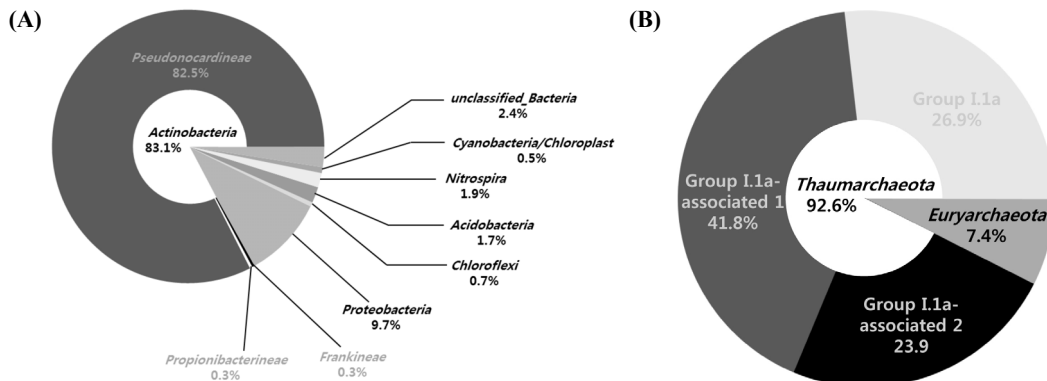 (A)
Pseudonocardineae
82.5%
Actinobacteria
83.1%
unclassified_Bacteria
2.4%
Cyanobacteria/Chloroplast
0.5%
Nitrospira
1.9%
Acidobacteria
1.7%
Chloroflexi
0.7%
Proteobacteria
9.7%
Frankineae
0.3%
Propionibacterineae
0.3%
(B)
Group I.1a
26.9%
Group I.1a-
associated 1
41.8%
Thaumarchaeota
92.6%
Euryarchaeota
7.4%
Group I.1a-
associated 2
23.9